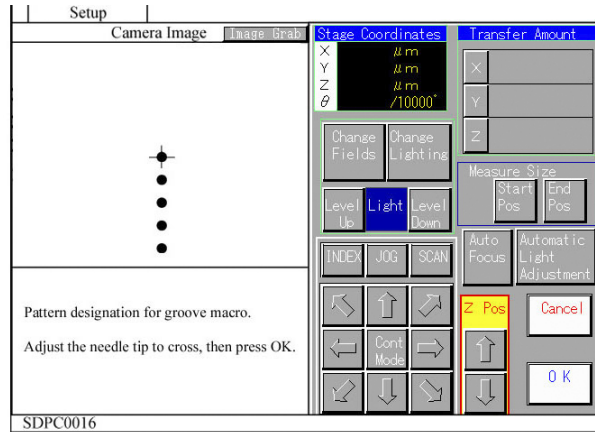 Setup
Camera Image Image Grab
Stage Coordinates
X μm
Y μm
Z μm
θ /10000°
Transfer Amount
X
Y
Z
Change Fields
Change Lighting
Measure Size
Start Pos
End Pos
Level Up
Light
Level Down
Auto Focus
Automatic Light Adjustment
INDEX JOG SCAN
Cont Mode
Z Pos
Cancel
OK
Pattern designation for groove macro.
Adjust the needle tip to cross, then press OK.
SDPC0016